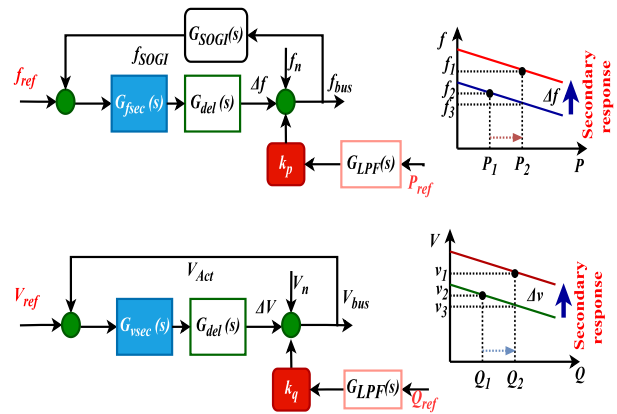 G_SOGI(s)
f_SOGI
f_n
f_ref
G_fsec(s)
G_del(s)
Δf
f_bus
k_p
G_LPF(s)
P_ref
f
f_1
f_2
f_3
Δf
P_1
P_2
P
Secondary
response
V_Act
V_n
V_ref
G_vsec(s)
G_del(s)
ΔV
V_bus
k_q
G_LPF(s)
Q_ref
V
v_1
v_2
v_3
Δv
Q_1
Q_2
Q
Secondary
response